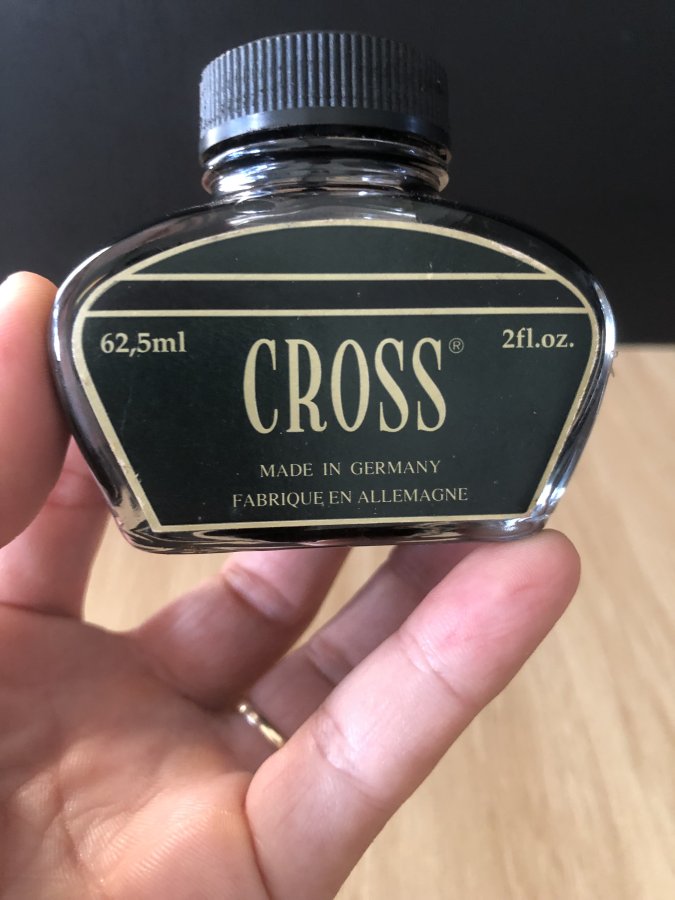 62,5ml
2fl.oz.
CROSS®
MADE IN GERMANY
FABRIQUE EN ALLEMAGNE